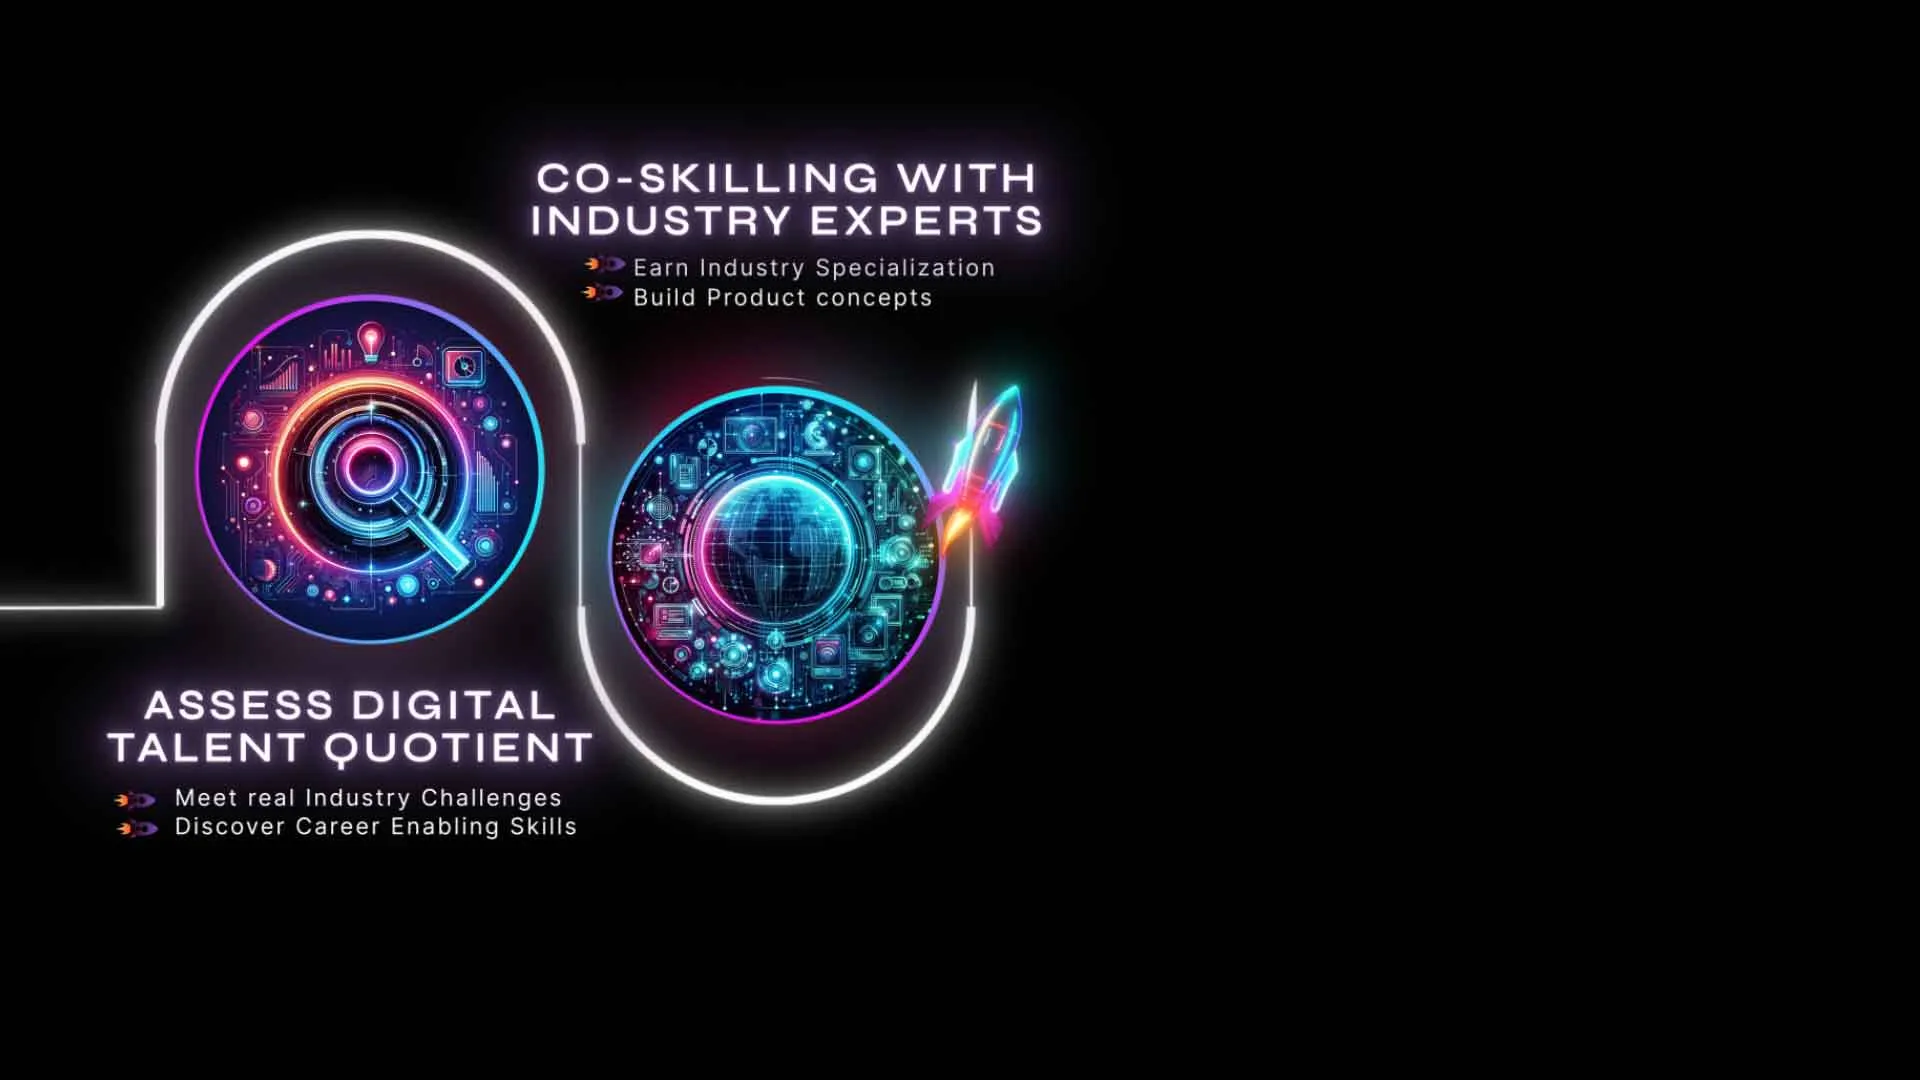 CO-SKILLING WITH
INDUSTRY EXPERTS
Earn Industry Specialization
Build Product concepts
ASSESS DIGITAL
TALENT QUOTIENT
Meet real Industry Challenges
Discover Career Enabling Skills